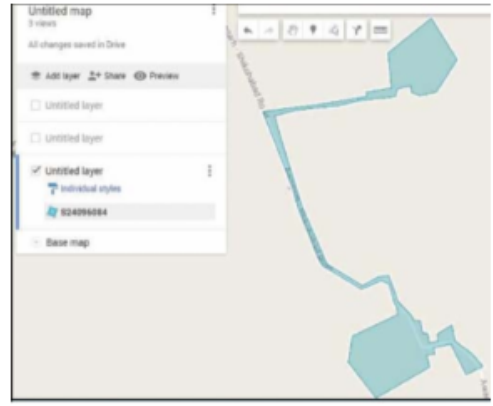 Untitled map
3 views
All changes saved in Drive
Add layer Share Preview
Untitled layer
Untitled layer
Untitled layer
Individual styles
924096084
Base map